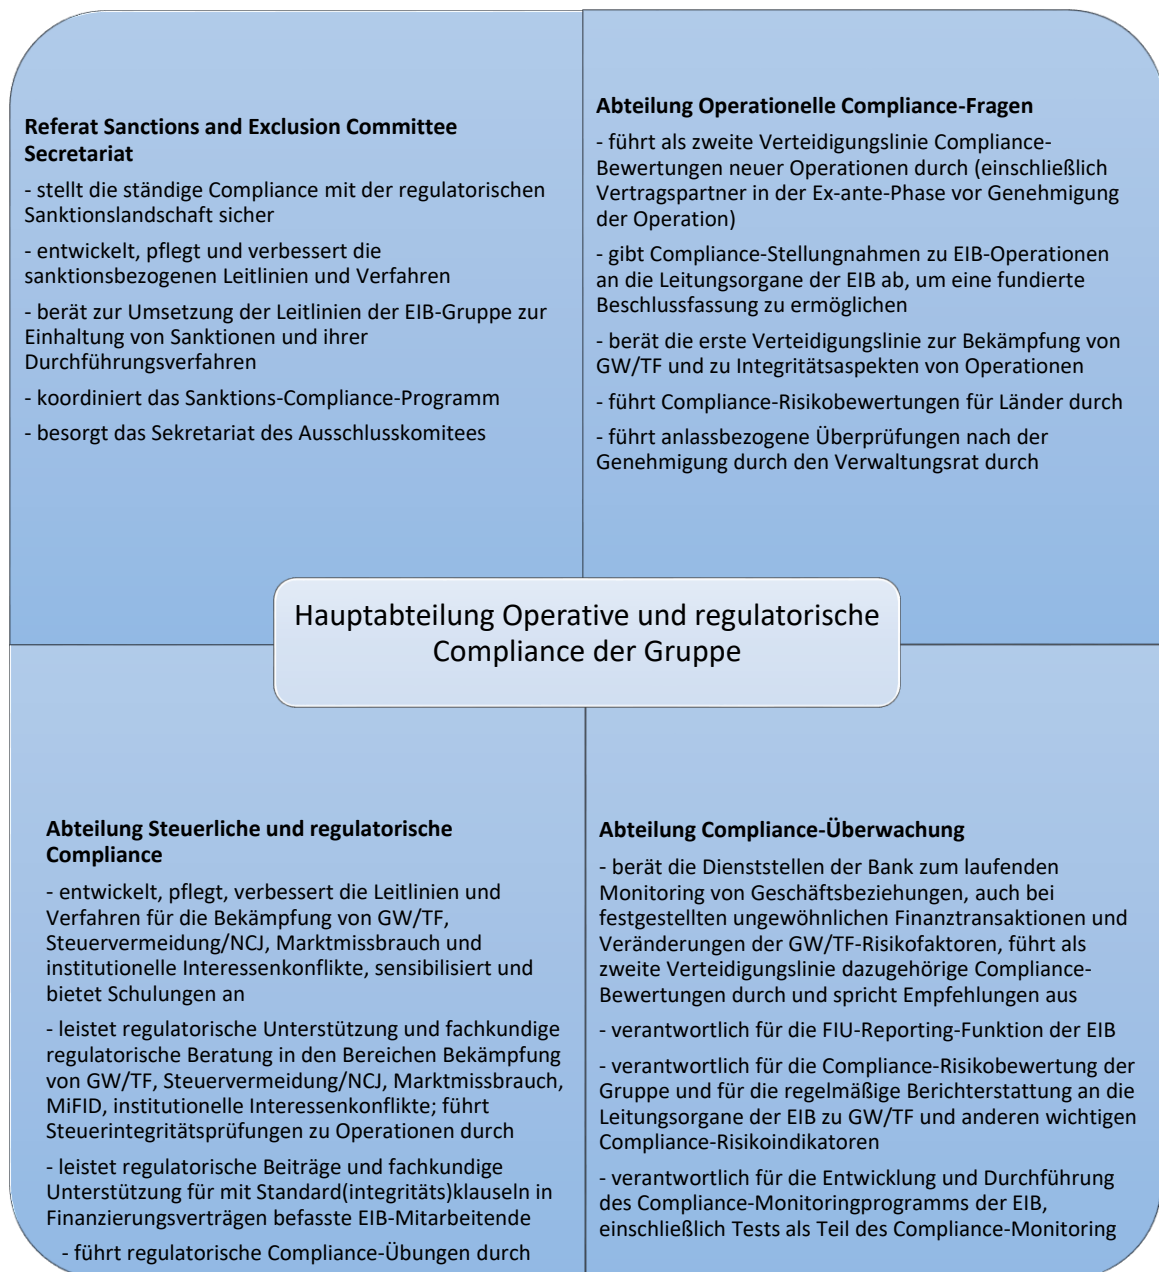 Referat Sanctions and Exclusion Committee
Secretariat
- stellt die ständige Compliance mit der regulatorischen
Sanktionslandschaft sicher
- entwickelt, pflegt und verbessert die
sanktionsbezogenen Leitlinien und Verfahren
- berät zur Umsetzung der Leitlinien der EIB-Gruppe zur
Einhaltung von Sanktionen und ihrer
Durchführungsverfahren
- koordiniert das Sanktions-Compliance-Programm
- besorgt das Sekretariat des Ausschlusskomitees
Abteilung Operationelle Compliance-Fragen
- führt als zweite Verteidigungslinie Compliance-
Bewertungen neuer Operationen durch (einschließlich
Vertragspartner in der Ex-ante-Phase vor Genehmigung
der Operation)
- gibt Compliance-Stellungnahmen zu EIB-Operationen
an die Leitungsorgane der EIB ab, um eine fundierte
Beschlussfassung zu ermöglichen
- berät die erste Verteidigungslinie zur Bekämpfung von
GW/TF und zu Integritätsaspekten von Operationen
- führt Compliance-Risikobewertungen für Länder durch
- führt anlassbezogene Überprüfungen nach der
Genehmigung durch den Verwaltungsrat durch
Hauptabteilung Operative und regulatorische
Compliance der Gruppe
Abteilung Steuerliche und regulatorische
Compliance
- entwickelt, pflegt, verbessert die Leitlinien und
Verfahren für die Bekämpfung von GW/TF,
Steuervermeidung/NCJ, Marktmissbrauch und
institutionelle Interessenkonflikte, sensibilisiert und
bietet Schulungen an
- leistet regulatorische Unterstützung und fachkundige
regulatorische Beratung in den Bereichen Bekämpfung
von GW/TF, Steuervermeidung/NCJ, Marktmissbrauch,
MiFID, institutionelle Interessenkonflikte; führt
Steuerintegritätsprüfungen zu Operationen durch
- leistet regulatorische Beiträge und fachkundige
Unterstützung für mit Standard(integritäts)klauseln in
Finanzierungsverträgen befasste EIB-Mitarbeitende
- führt regulatorische Compliance-Übungen durch
Abteilung Compliance-Überwachung
- berät die Dienststellen der Bank zum laufenden
Monitoring von Geschäftsbeziehungen, auch bei
festgestellten ungewöhnlichen Finanztransaktionen und
Veränderungen der GW/TF-Risikofaktoren, führt als
zweite Verteidigungslinie dazugehörige Compliance-
Bewertungen durch und spricht Empfehlungen aus
- verantwortlich für die FIU-Reporting-Funktion der EIB
- verantwortlich für die Compliance-Risikobewertung der
Gruppe und für die regelmäßige Berichterstattung an die
Leitungsorgane der EIB zu GW/TF und anderen wichtigen
Compliance-Risikoindikatoren
- verantwortlich für die Entwicklung und Durchführung
des Compliance-Monitoringprogramms der EIB,
einschließlich Tests als Teil des Compliance-Monitoring